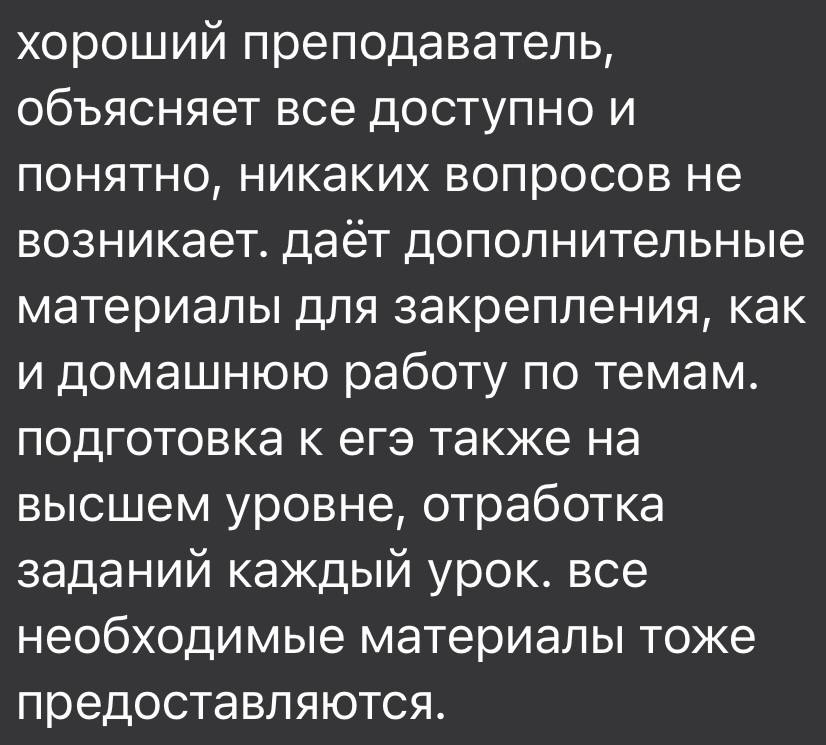 хороший преподаватель,
объясняет все доступно и
понятно, никаких вопросов не
возникает. даёт дополнительные
материалы для закрепления, как
и домашнюю работу по темам.
подготовка к егэ также на
высшем уровне, отработка
заданий каждый урок. все
необходимые материалы тоже
предоставляются.